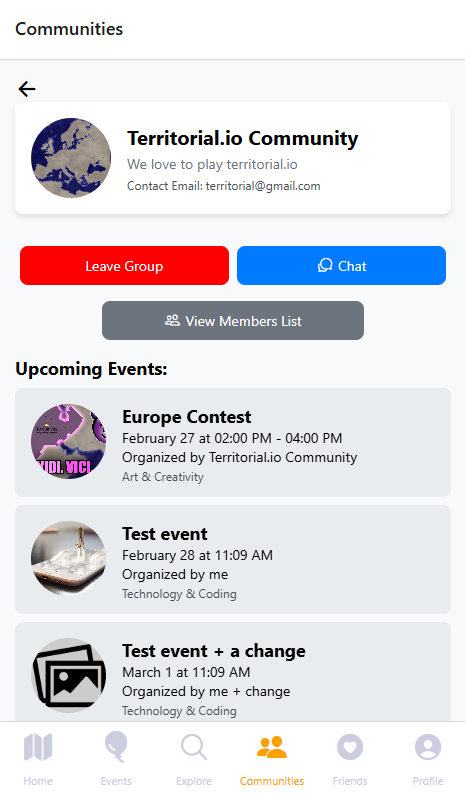 Communities
Territorial.io Community
We love to play territorial.io
Contact Email: territorial@gmail.com
Leave Group
Chat
View Members List
Upcoming Events:
VIDI. VICI
Europe Contest
February 27 at 02:00 PM - 04:00 PM
Organized by Territorial.io Community
Art & Creativity
Test event
February 28 at 11:09 AM
Organized by me
Technology & Coding
Test event + a change
March 1 at 11:09 AM
Organized by me + change
Technology & Coding
Home
Events
Explore
Communities
Friends
Profile